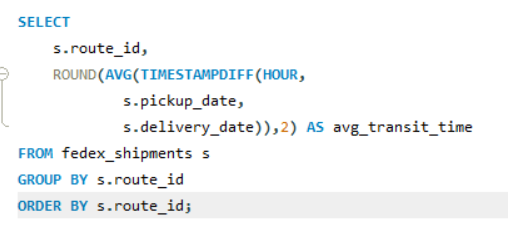 SELECT
s.route_id,
ROUND(AVG(TIMESTAMPDIFF(HOUR,
s.pickup_date,
s.delivery_date)),2) AS avg_transit_time
FROM fedex_shipments s
GROUP BY s.route_id
ORDER BY s.route_id;